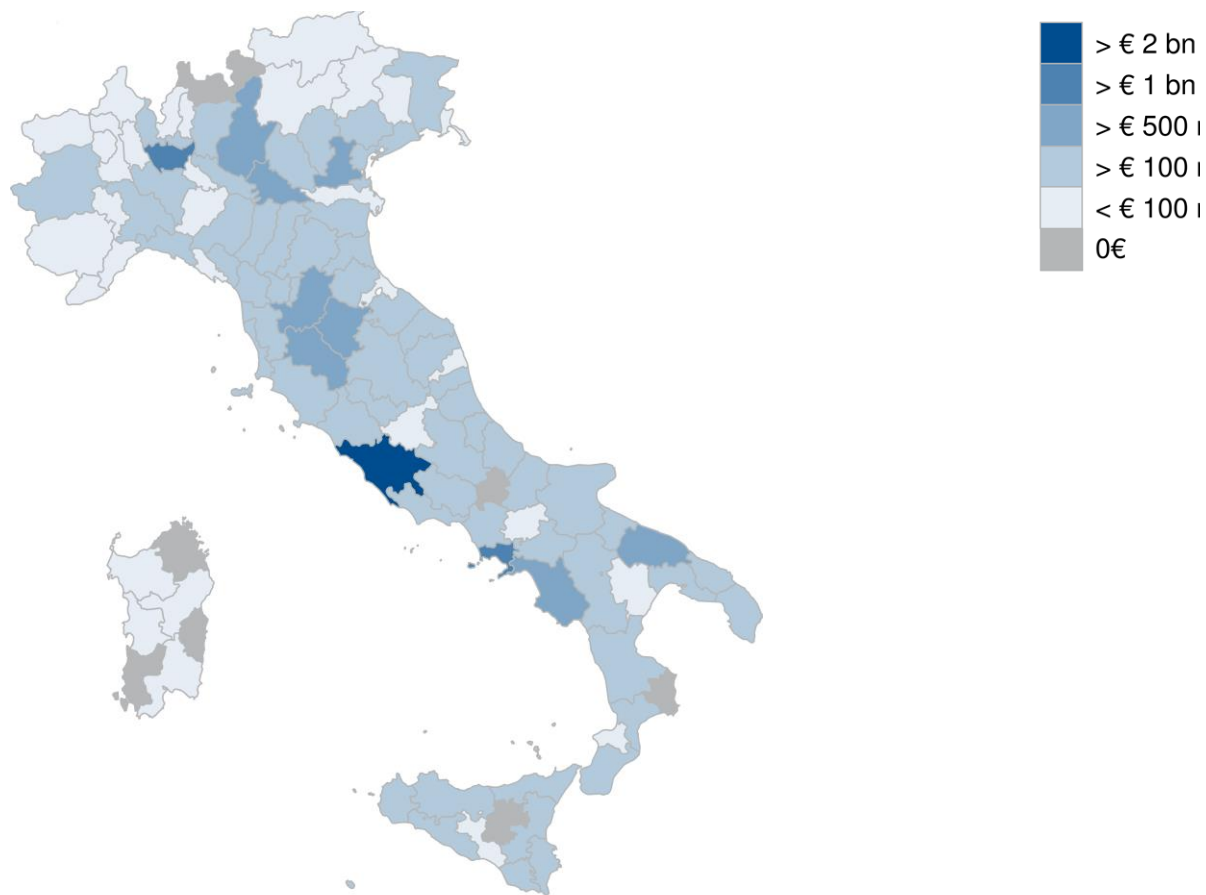 > € 2 bn
> € 1 bn
> € 500
> € 100
< € 100
0€